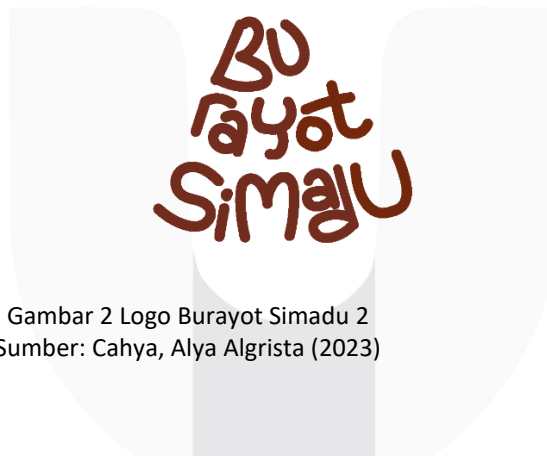 Bu
rayot
SiMadU
Gambar 2 Logo Burayot Simadu 2
Sumber: Cahya, Alya Algrista (2023)